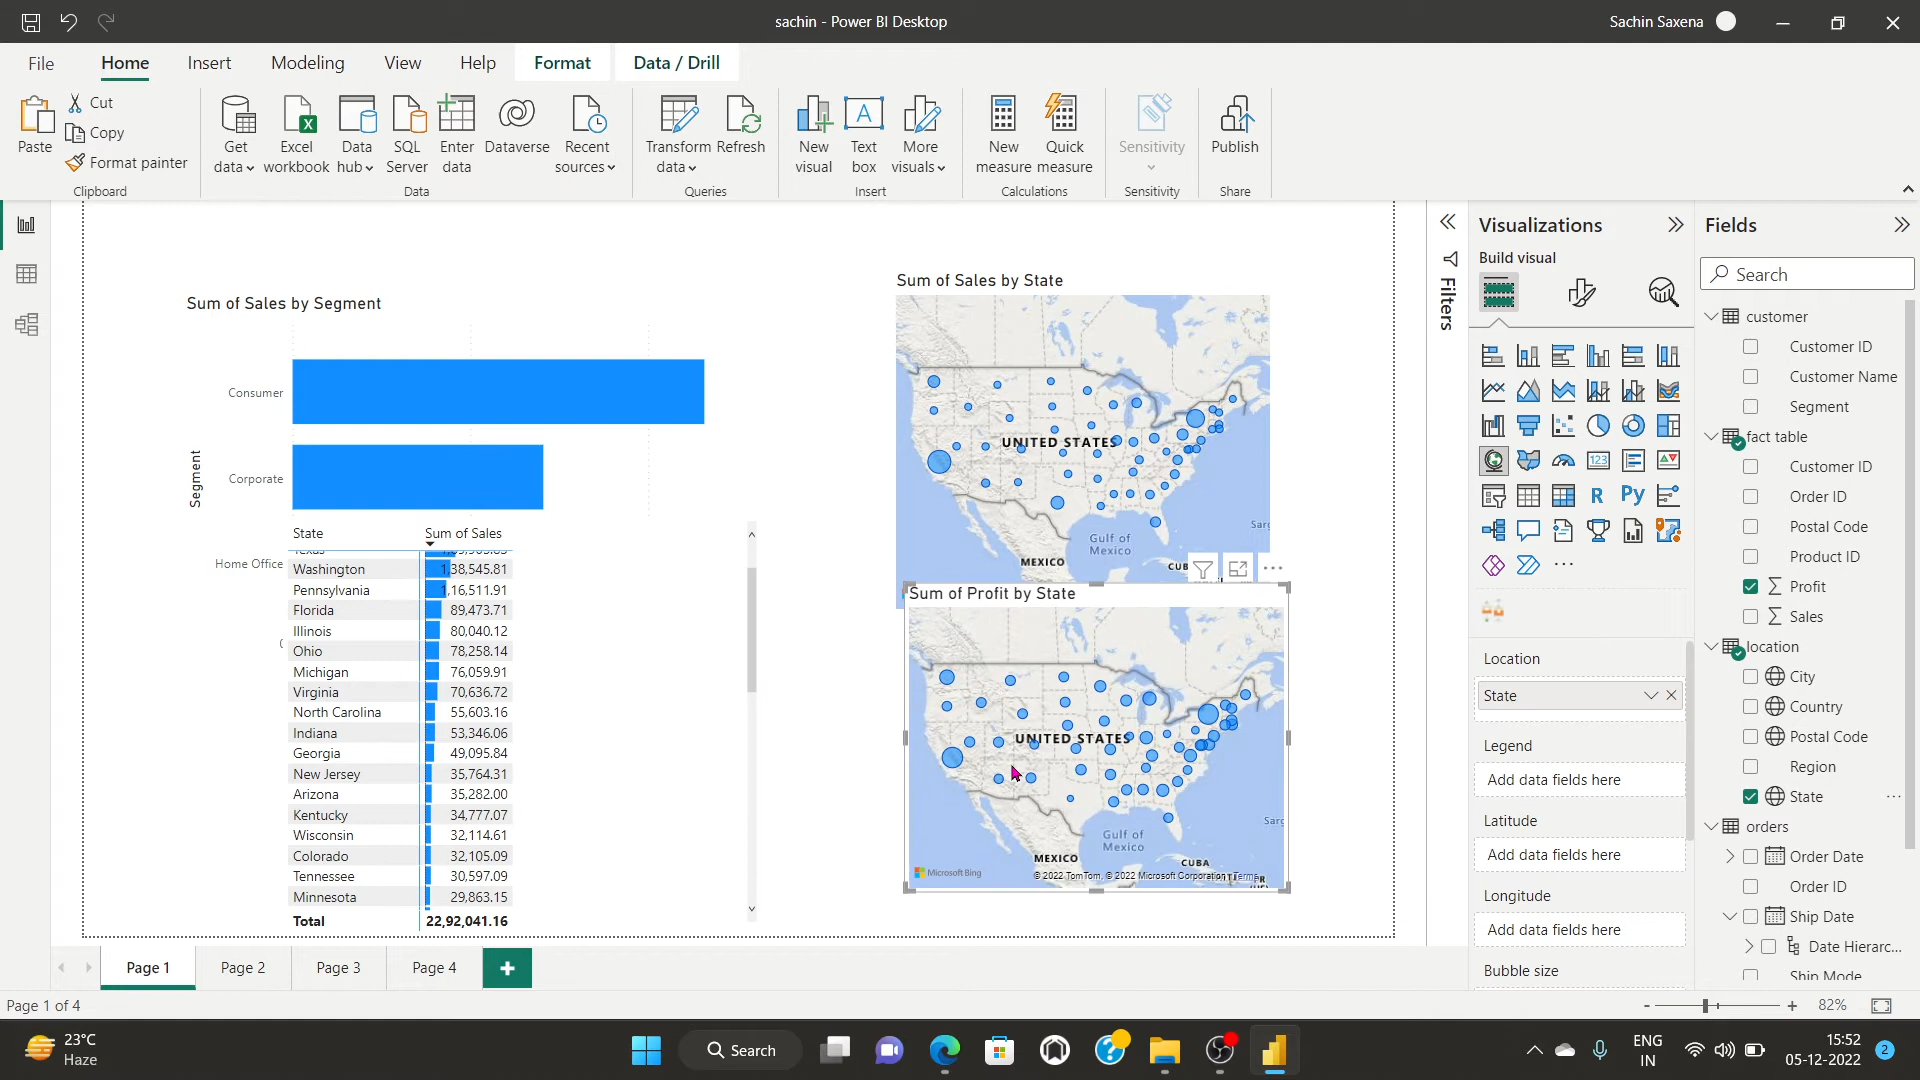 sachin - Power BI Desktop
Sachin Saxena
File Home Insert Modeling View Help Format Data / Drill
Paste Cut Copy Format painter
Clipboard
Get data Excel workbook Data hub SQL Server Enter data Dataverse Recent sources
Data
Transform data Refresh
Queries
New visual Text box More visuals
Insert
New measure Quick measure
Calculations
Sensitivity
Sensitivity
Publish
Share
Sum of Sales by Segment
Segment
Consumer
Corporate
Home Office
State Sum of Sales
Washington 1,38,545.81
Pennsylvania 1,16,511.91
Florida 89,473.71
Illinois 80,040.12
Ohio 78,258.14
Michigan 76,059.91
Virginia 70,636.72
North Carolina 55,603.16
Indiana 53,346.06
Georgia 49,095.84
New Jersey 35,764.31
Arizona 35,282.00
Kentucky 34,777.07
Wisconsin 32,114.61
Colorado 32,105.09
Tennessee 30,597.09
Minnesota 29,863.15
Total 22,92,041.16
Sum of Sales by State
UNITED STATES
Sarg
Gulf of
Mexico
MEXICO
CUB
Sum of Profit by State
UNITED STATES
Sarg
Gulf of
Mexico
MEXICO
CUBA
Microsoft Bing
© 2022 TomTom, © 2022 Microsoft Corporation Terms
Filters
Visualizations
Build visual
123
R
Py
Location
State
Legend
Add data fields here
Latitude
Add data fields here
Longitude
Add data fields here
Bubble size
Fields
Search
customer
Customer ID
Customer Name
Segment
fact table
Customer ID
Order ID
Postal Code
Product ID
Profit
Sales
location
City
Country
Postal Code
Region
State
orders
Order Date
Order ID
Ship Date
Date Hierarc...
Ship Mode
Page 1 Page 2 Page 3 Page 4
Page 1 of 4
82%
23°C
Haze
Search
ENG
IN
15:52
05-12-2022
2